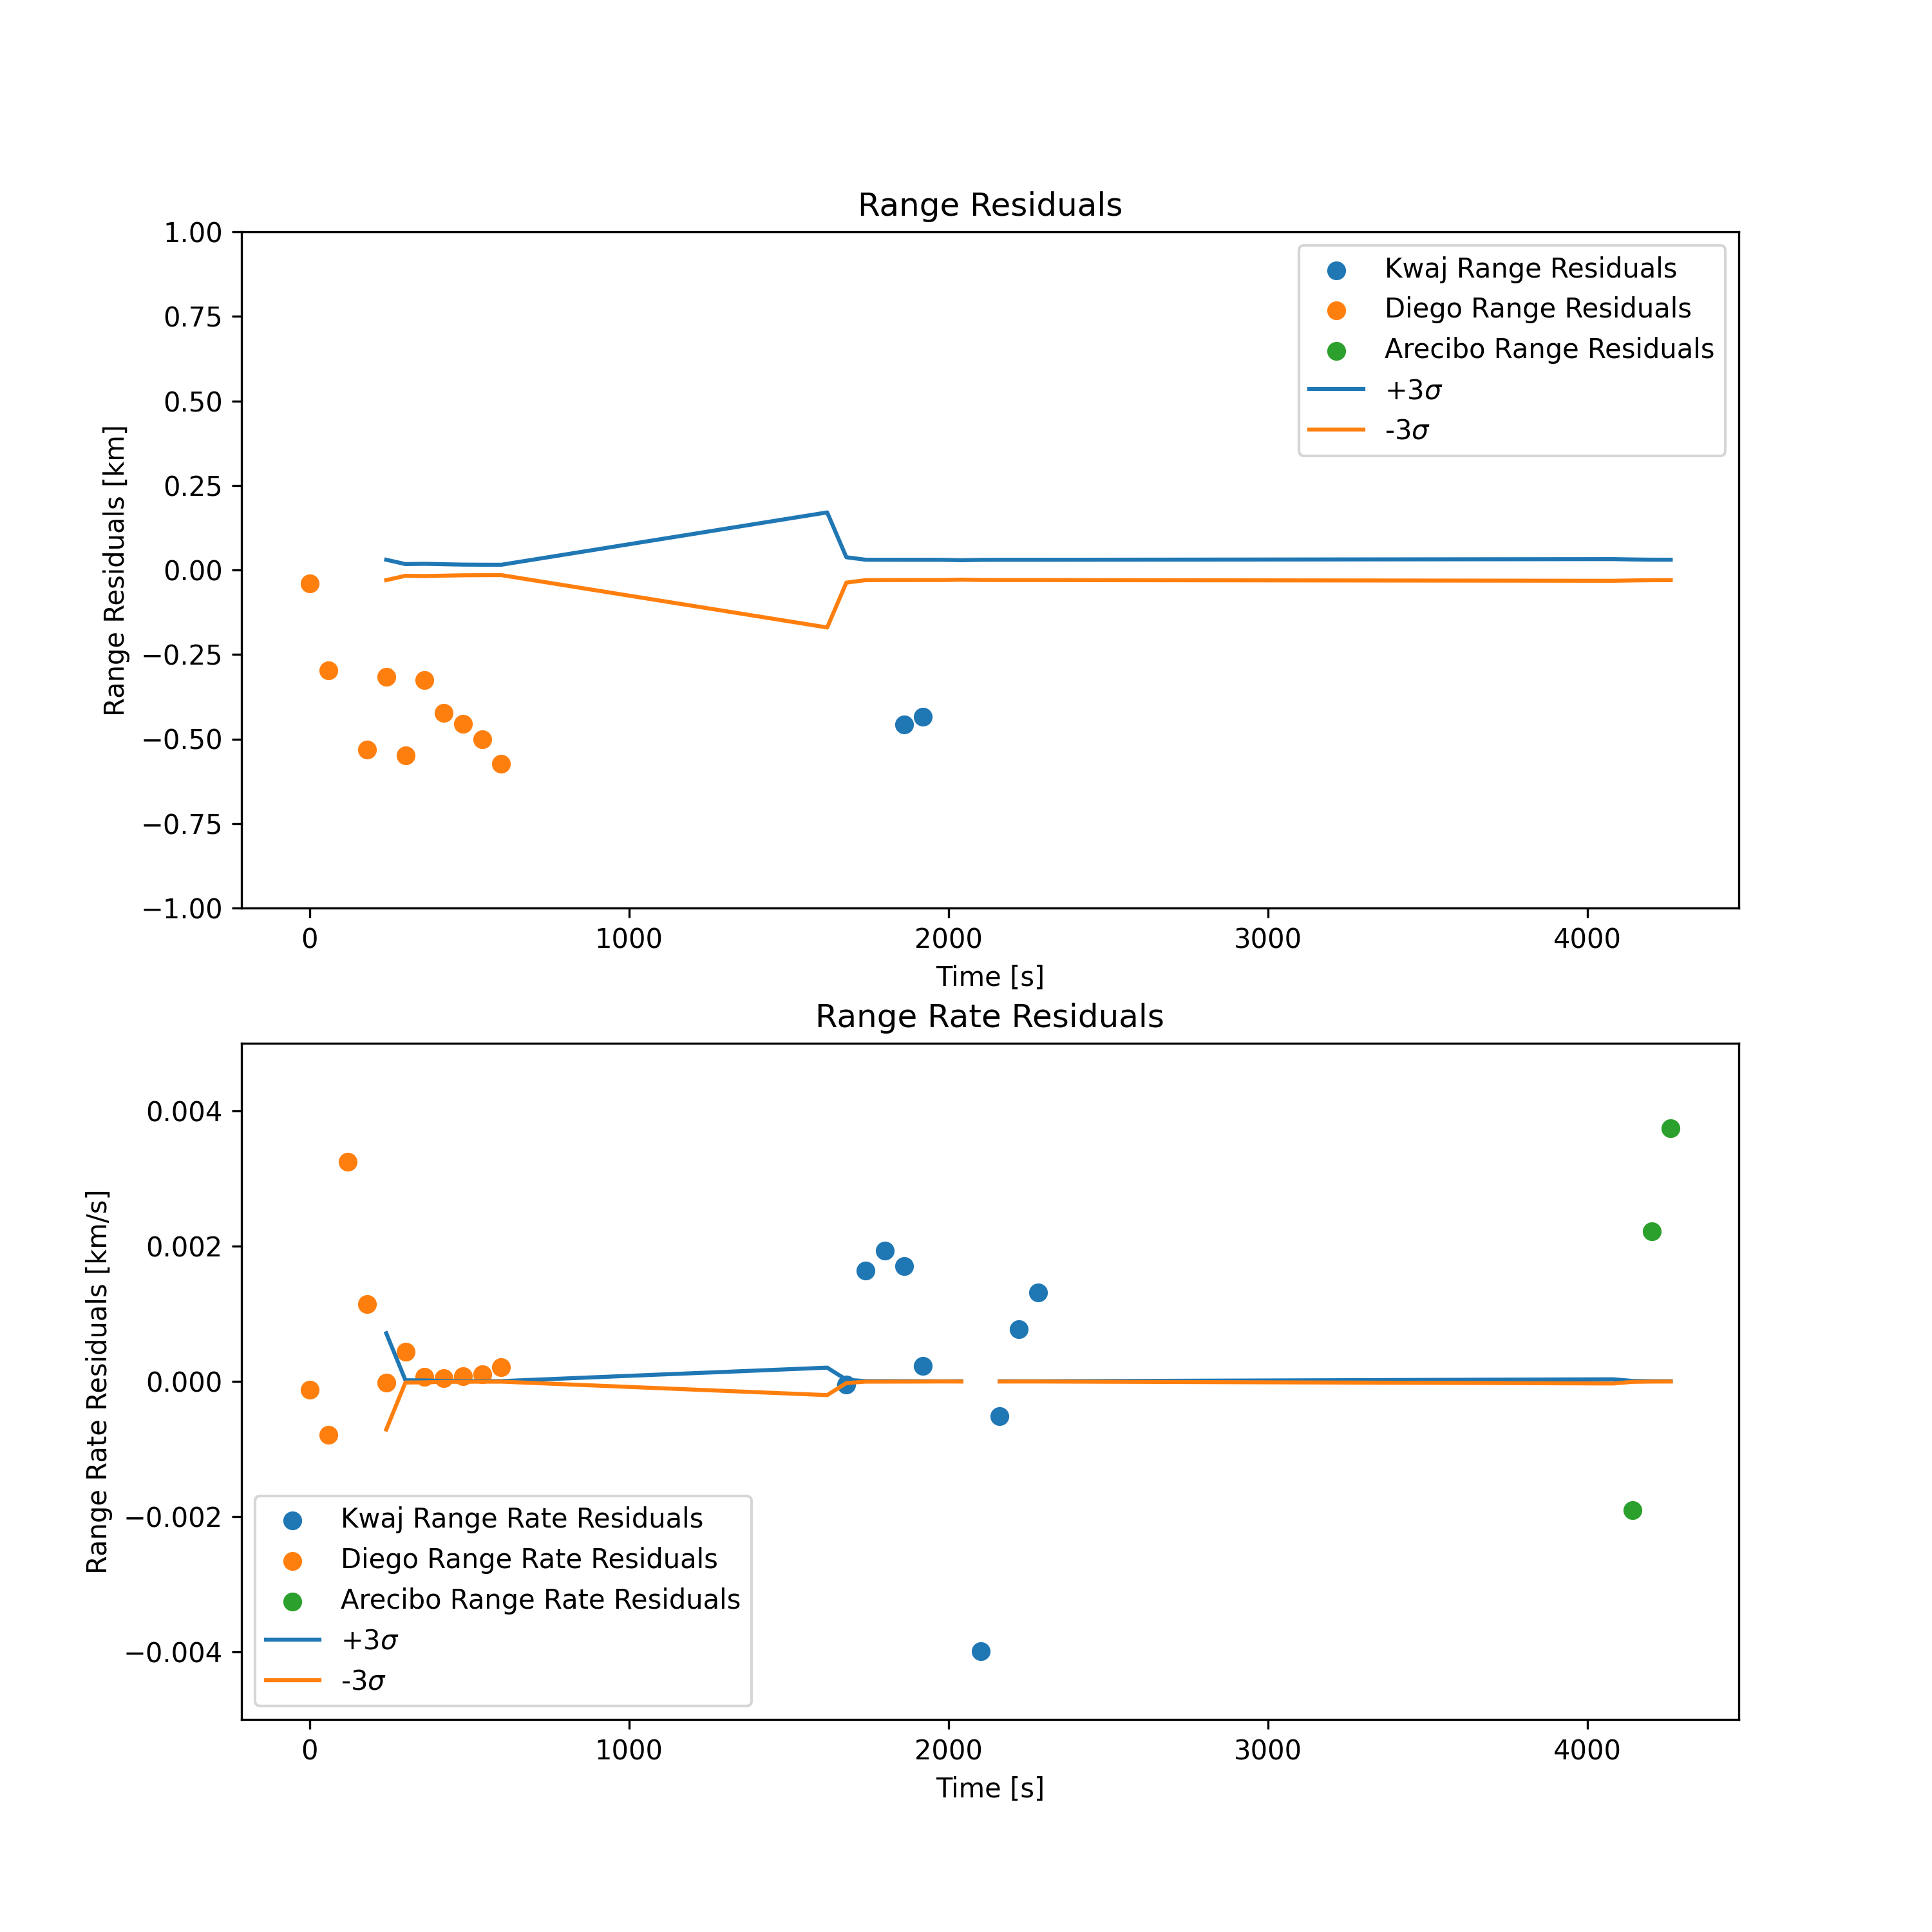 Range Residuals
Range Residuals [km]
1.00
0.75
0.50
0.25
0.00
−0.25
−0.50
−0.75
−1.00
Kwaj Range Residuals
Diego Range Residuals
Arecibo Range Residuals
+3σ
-3σ
0 1000 2000 3000 4000
Time [s]
Range Rate Residuals
Range Rate Residuals [km/s]
0.004
0.002
0.000
−0.002
−0.004
Kwaj Range Rate Residuals
Diego Range Rate Residuals
Arecibo Range Rate Residuals
+3σ
-3σ
0 1000 2000 3000 4000
Time [s]